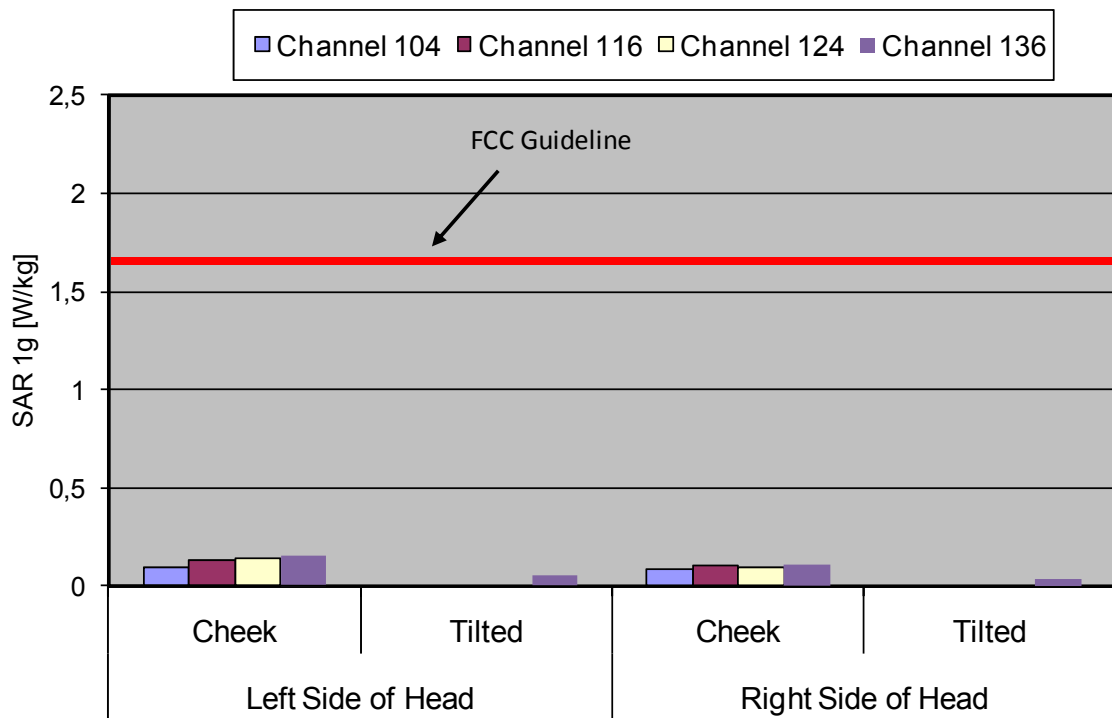 Channel 104 Channel 116 Channel 124 Channel 136
2,5
FCC Guideline
2
1,5
1
0,5
0
SAR 1g [W/kg]
Cheek Tilted Cheek Tilted
Left Side of Head Right Side of Head